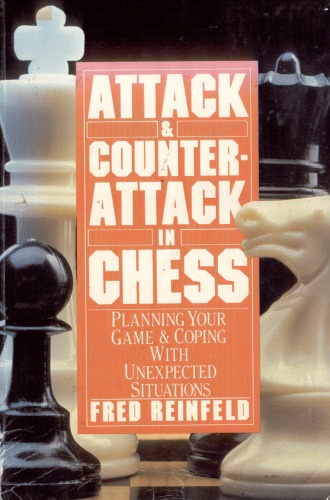 ATTACK
&
COUNTER-
ATTACK
IN
CHESS
PLANNING YOUR
GAME & COPING
WITH
UNEXPECTED
SITUATIONS
FRED REINFELD